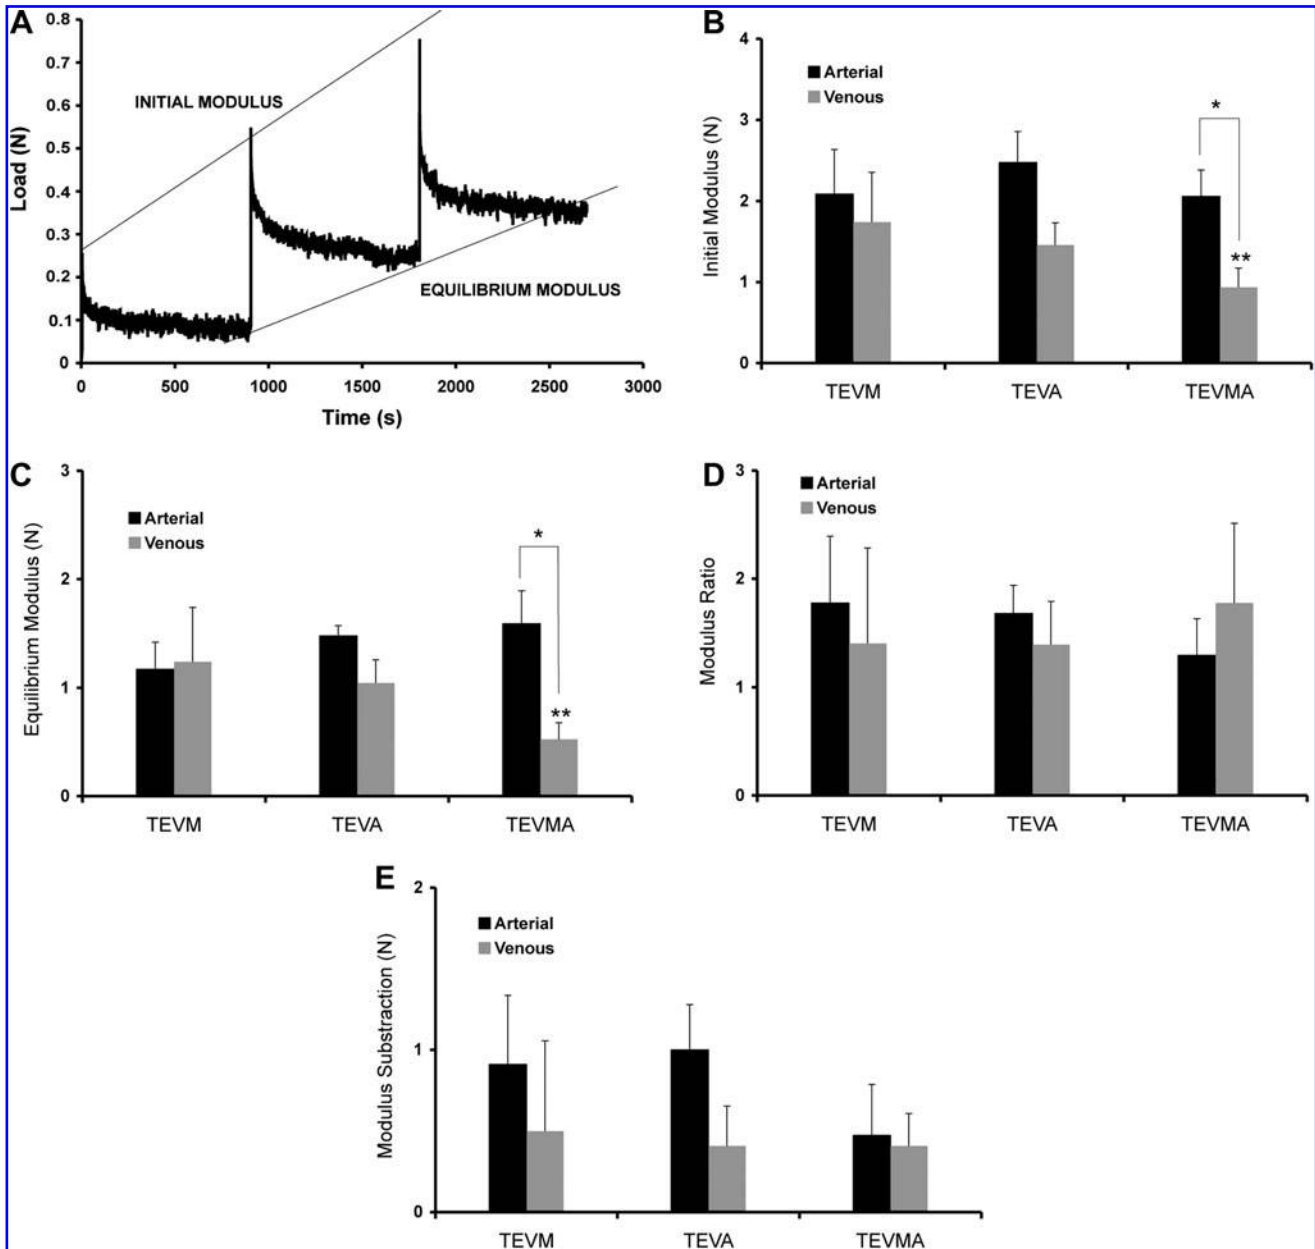 A
Load (N)
0.8
0.7
0.6
0.5
0.4
0.3
0.2
0.1
0
INITIAL MODULUS
EQUILIBRIUM MODULUS
0 500 1000 1500 2000 2500 3000
Time (s)
B
Initial Modulus (N)
4
3
2
1
0
Arterial
Venous
*
**
TEVM TEVA TEVMA
C
Equilibrium Modulus (N)
3
2
1
0
Arterial
Venous
*
**
TEVM TEVA TEVMA
D
Modulus Ratio
3
2
1
0
Arterial
Venous
TEVM TEVA TEVMA
E
Modulus Substraction (N)
2
1
0
Arterial
Venous
TEVM TEVA TEVMA